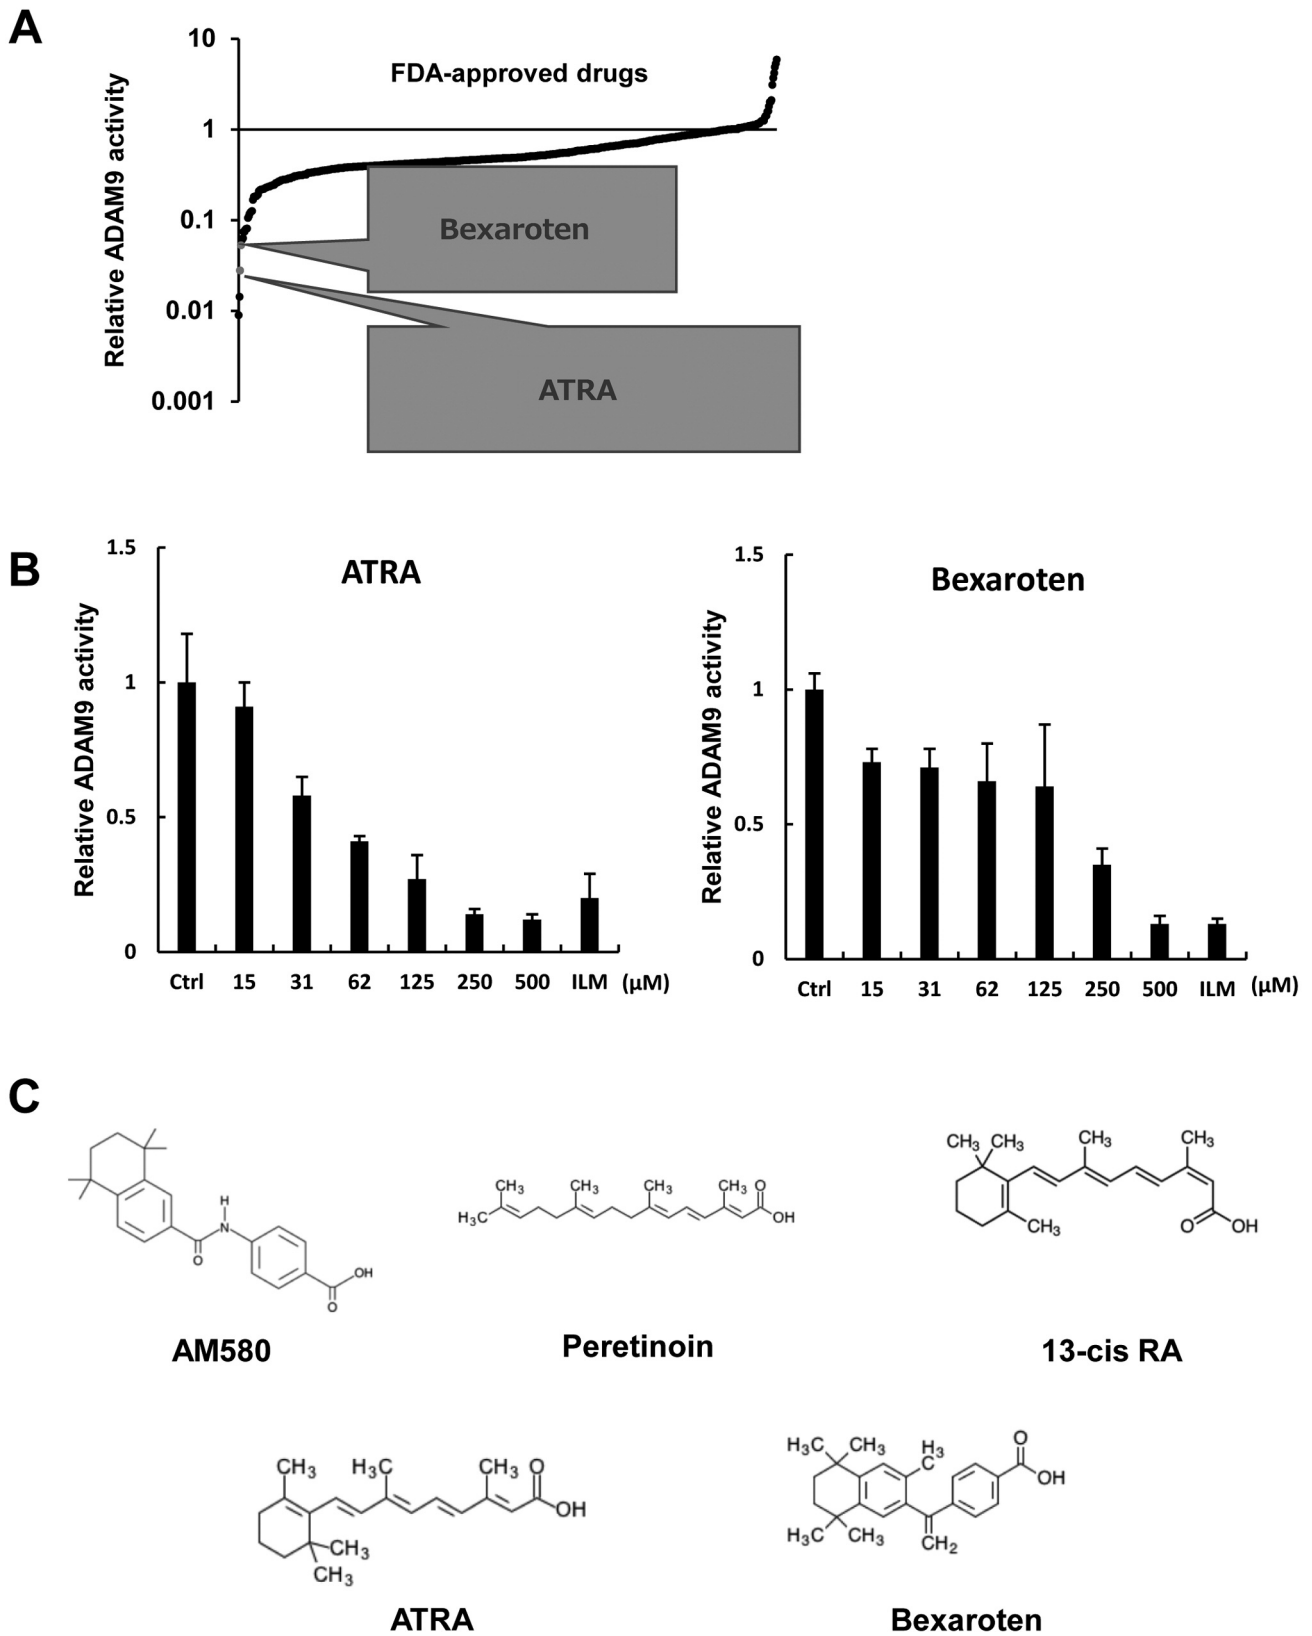 A
Relative ADAM9 activity
10
1
0.1
0.01
0.001
FDA-approved drugs
Bexaroten
ATRA
B
Relative ADAM9 activity
1.5
1
0.5
0
ATRA
Ctrl 15 31 62 125 250 500 ILM (μM)
Relative ADAM9 activity
1.5
1
0.5
0
Bexaroten
Ctrl 15 31 62 125 250 500 ILM (μM)
C
H
N
O
OH
O
AM580
CH3 CH3 CH3 CH3 O
H3C OH
Peretinoin
CH3 CH3 CH3 CH3
CH3 O OH
13-cis RA
CH3 H3C CH3 O
OH
CH3
CH3
ATRA
H3C CH3 H3 O
C OH
H3C CH3 CH2
Bexaroten